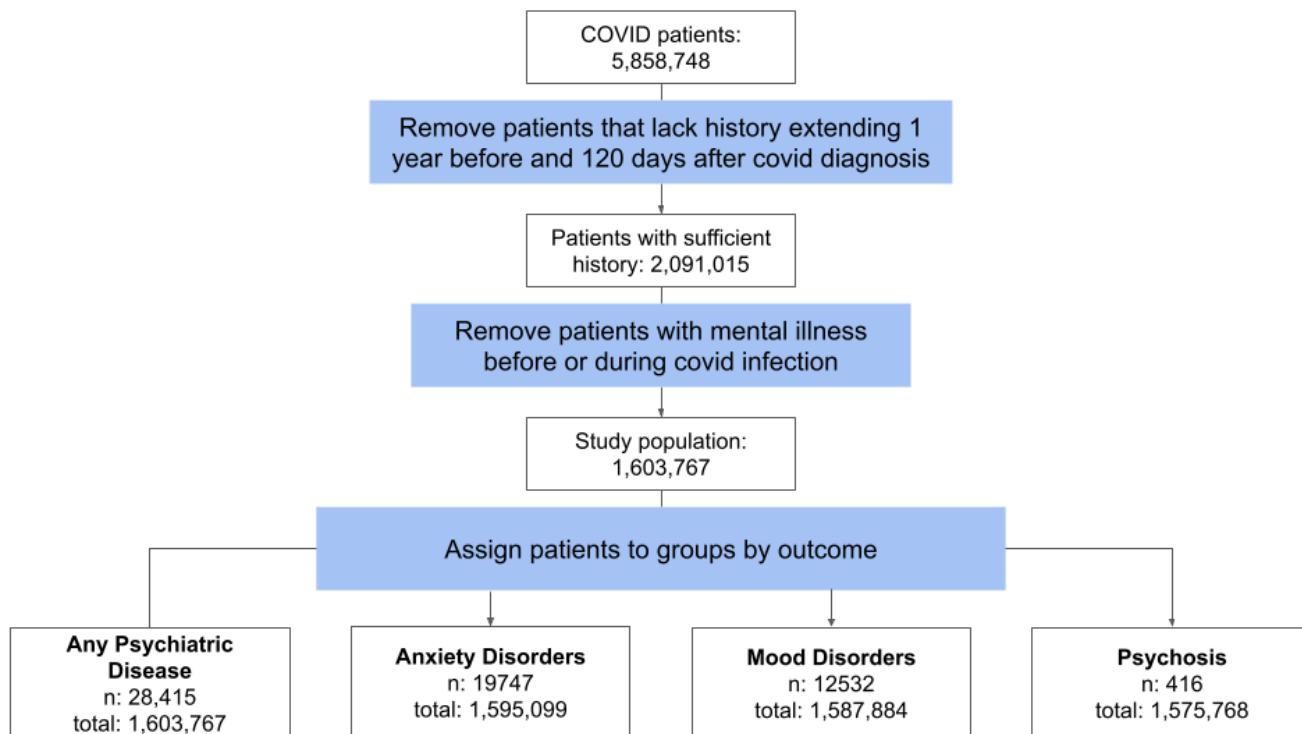 COVID patients:
5,858,748
Remove patients that lack history extending 1
year before and 120 days after covid diagnosis
Patients with sufficient
history: 2,091,015
Remove patients with mental illness
before or during covid infection
Study population:
1,603,767
Assign patients to groups by outcome
Any Psychiatric
Disease
n: 28,415
total: 1,603,767
Anxiety Disorders
n: 19747
total: 1,595,099
Mood Disorders
n: 12532
total: 1,587,884
Psychosis
n: 416
total: 1,575,768